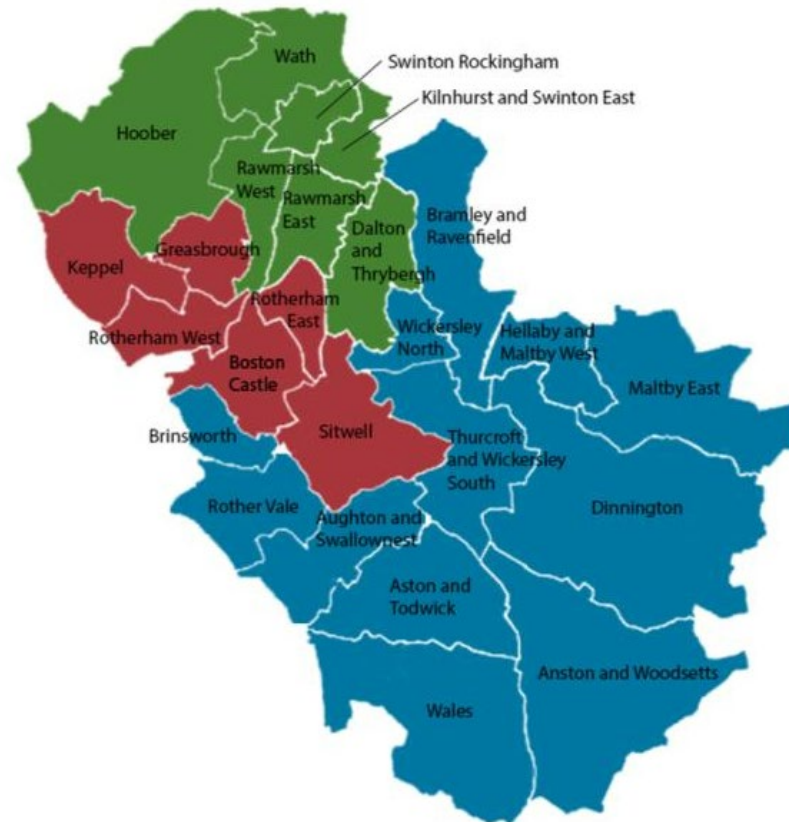 Wath
Swinton Rockingham
Kilnhurst and Swinton East
Hoober
Rawmarsh
West
Rawmarsh
East
Dalton
and
Thrybergh
Bramley and
Ravenfield
Greasbrough
Keppel
Rotherham
East
Rotherham West
Wickersley
North
Hellaby and
Maltby West
Boston
Castle
Maltby East
Brinsworth
Sitwell
Thurcroft
and Wickersley
South
Rother Vale
Aughton and
Swallownest
Dinnington
Aston and
Todwick
Anston and Woodsetts
Wales